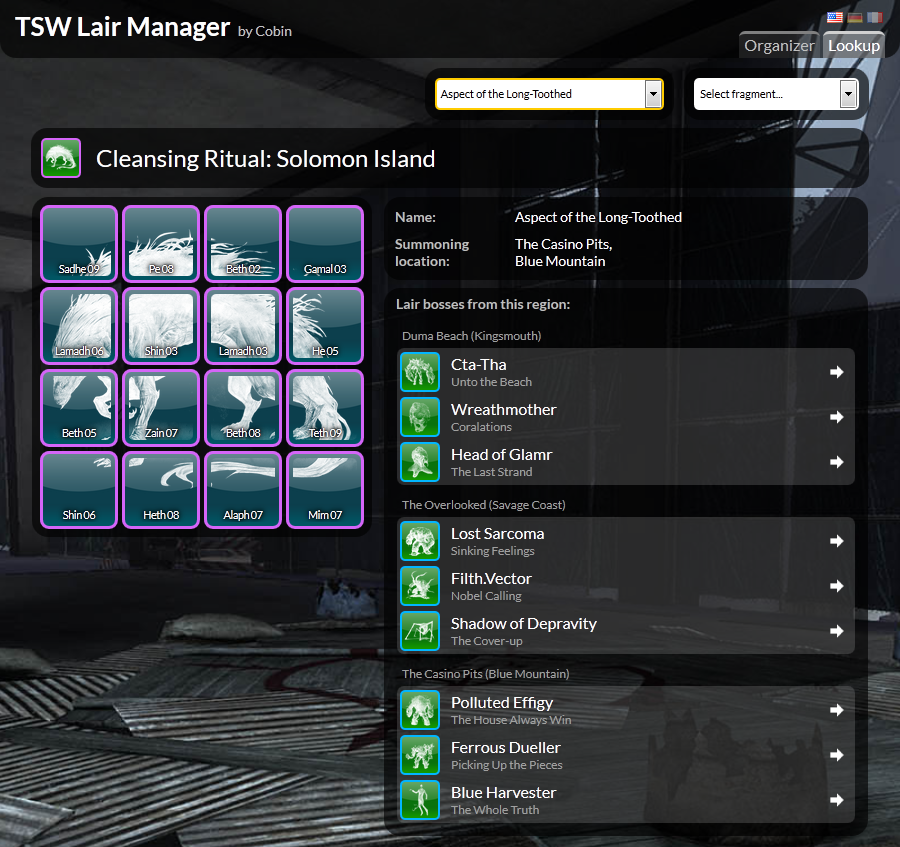 TSW Lair Manager by Cobin
Organizer Lookup
Aspect of the Long-Toothed
Select fragment...
Cleansing Ritual: Solomon Island
Sadhe 09 Pe 08 Beth 02 Gamal 03
Lamadh 06 Shin 03 Lamadh 03 He 05
Beth 05 Zain 07 Beth 08 Teth 09
Shin 06 Heth 08 Alaph 07 Mim 07
Name: Aspect of the Long-Toothed
Summoning The Casino Pits,
location: Blue Mountain
Lair bosses from this region:
Duma Beach (Kingsmouth)
Cta-Tha
Unto the Beach
Wreathmother
Coralations
Head of Glamr
The Last Strand
The Overlooked (Savage Coast)
Lost Sarcoma
Sinking Feelings
Filth.Vector
Nobel Calling
Shadow of Depravity
The Cover-up
The Casino Pits (Blue Mountain)
Polluted Effigy
The House Always Win
Ferrous Dueller
Picking Up the Pieces
Blue Harvester
The Whole Truth